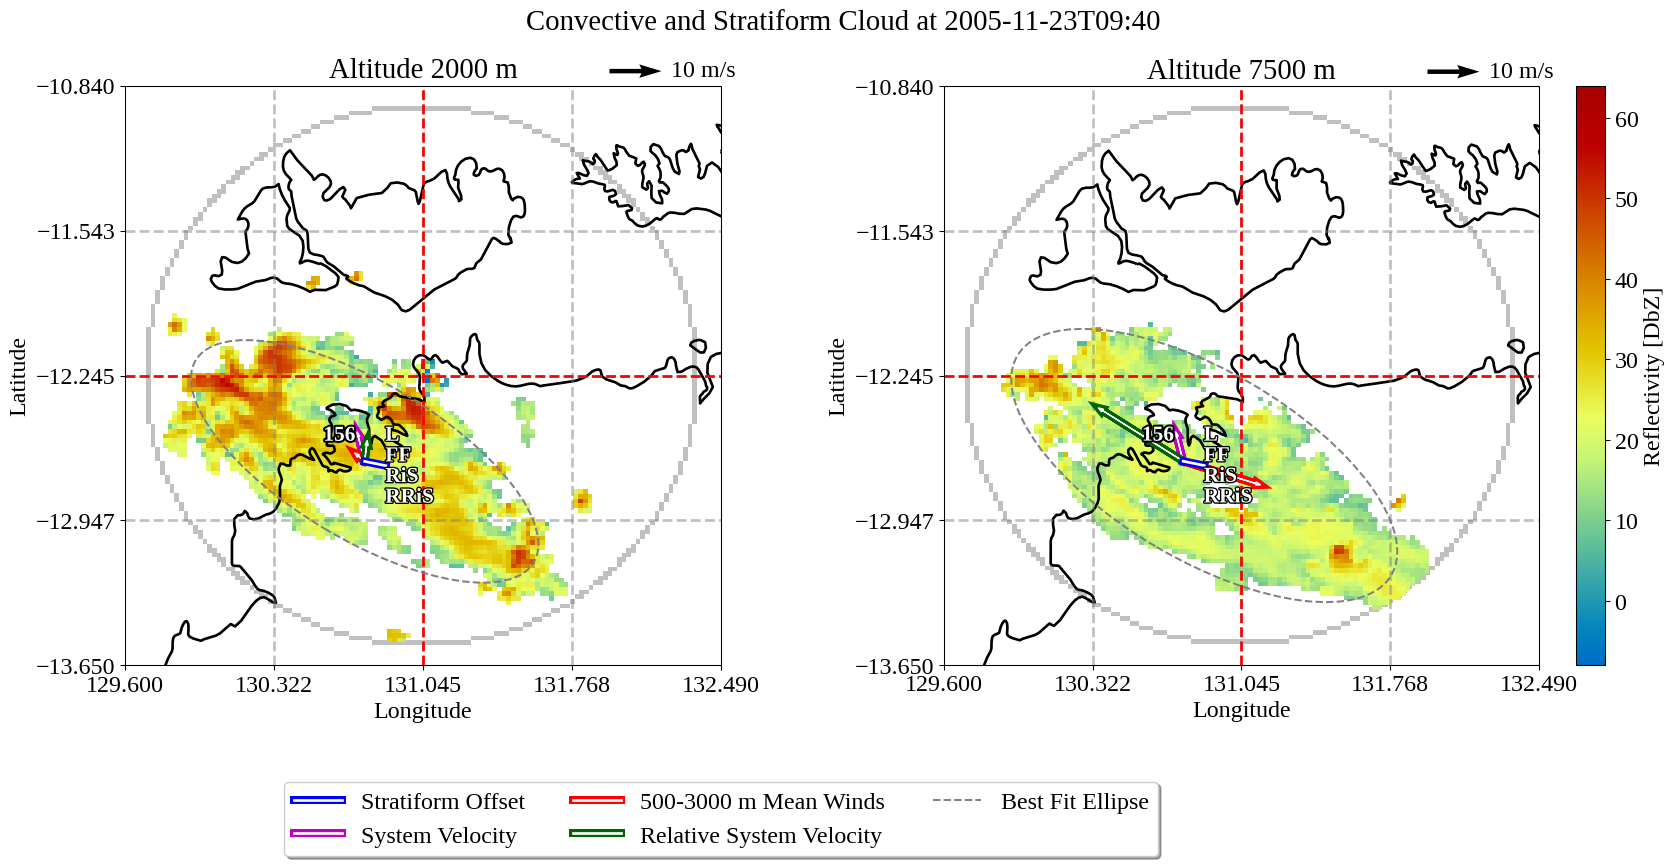 Convective and Stratiform Cloud at 2005-11-23T09:40
Altitude 2000 m
10 m/s
−10.840
−11.543
−12.245
−12.947
−13.650
Latitude
156
L
FF
RiS
RRiS
129.600
130.322
131.045
131.768
132.490
Longitude
Altitude 7500 m
10 m/s
−10.840
−11.543
−12.245
−12.947
−13.650
Latitude
156
L
FF
RiS
RRiS
129.600
130.322
131.045
131.768
132.490
Longitude
60
50
40
30
20
10
0
Reflectivity [DbZ]
Stratiform Offset
System Velocity
500-3000 m Mean Winds
Relative System Velocity
Best Fit Ellipse